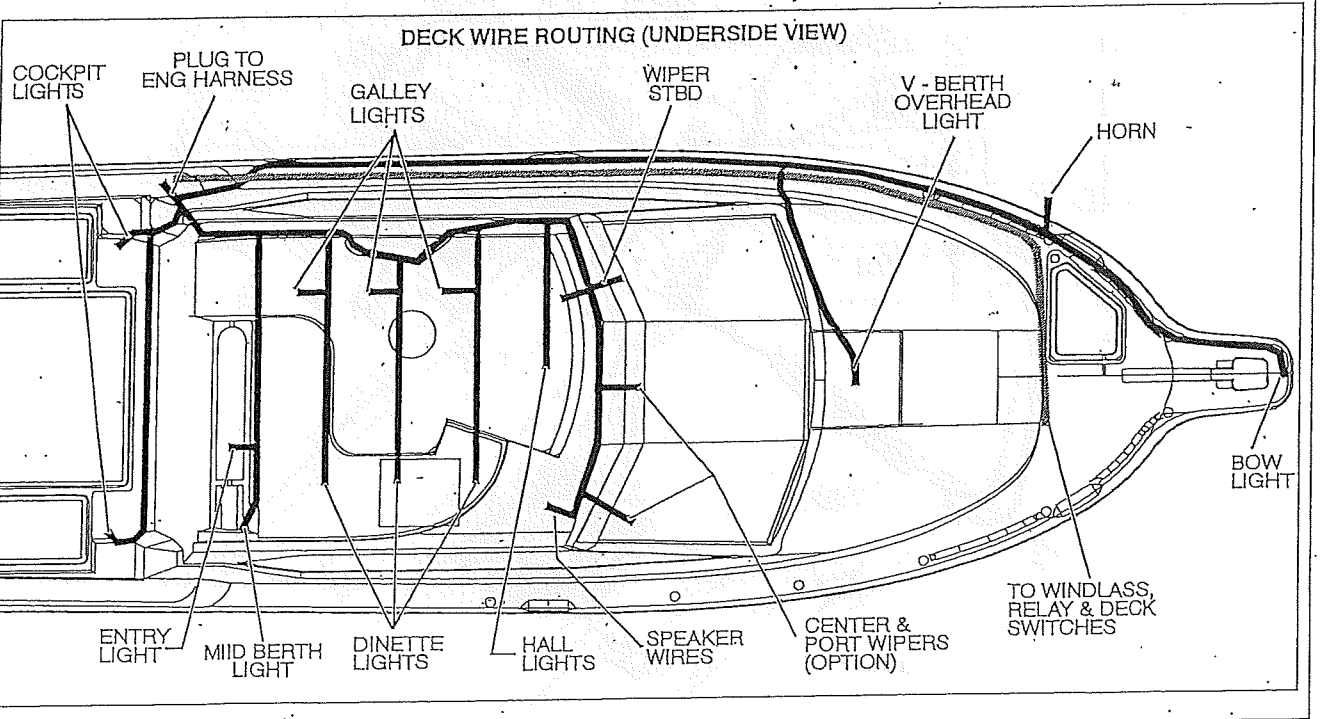 DECK WIRE ROUTING (UNDERSIDE VIEW)
COCKPIT
LIGHTS
PLUG TO
ENG HARNESS
GALLEY
LIGHTS
WIPER
STBD
V - BERTH
OVERHEAD
LIGHT
HORN
BOW
LIGHT
ENTRY
LIGHT
MIID BERTH
LIGHT
DINETTE
LIGHTS
HALL
LIGHTS
SPEAKER
WIRES
CENTER &
PORT WIPERS
(OPTION)
TO WINDLASS,
RELAY & DECK
SWITCHES